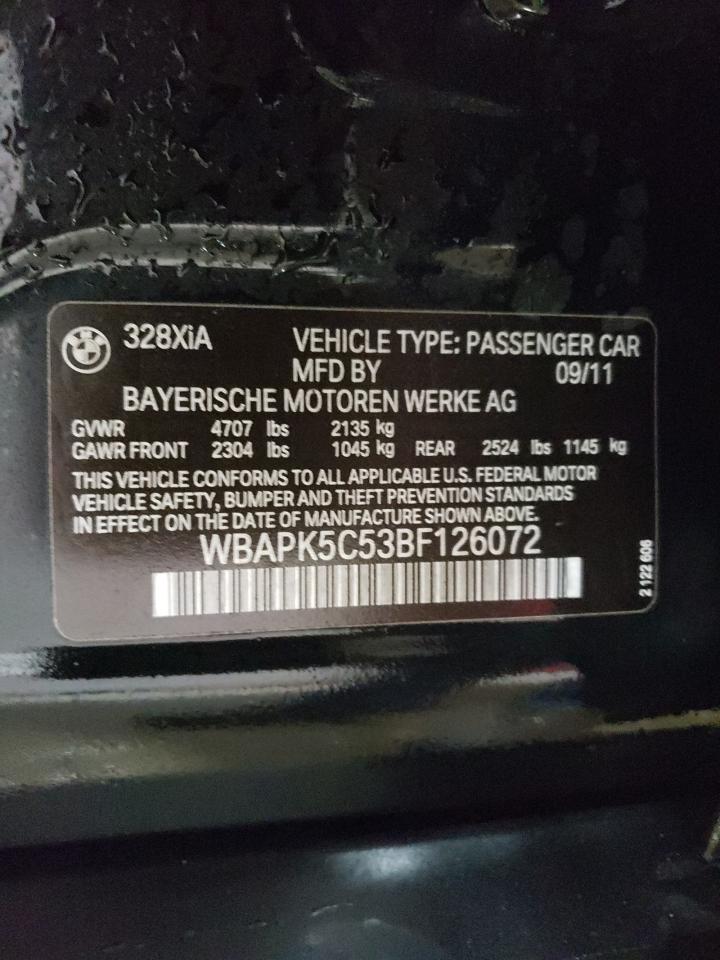 328XiA VEHICLE TYPE: PASSENGER CAR
MFD BY 09/11
BAYERISCHE MOTOREN WERKE AG
GVWR 4707 lbs 2135 kg
GAWR FRONT 2304 lbs 1045 kg REAR 2524 lbs 1145 kg
THIS VEHICLE CONFORMS TO ALL APPLICABLE U.S. FEDERAL MOTOR
VEHICLE SAFETY, BUMPER AND THEFT PREVENTION STANDARDS
IN EFFECT ON THE DATE OF MANUFACTURE SHOWN ABOVE.
WBAPK5C53BF126072
2 122 606